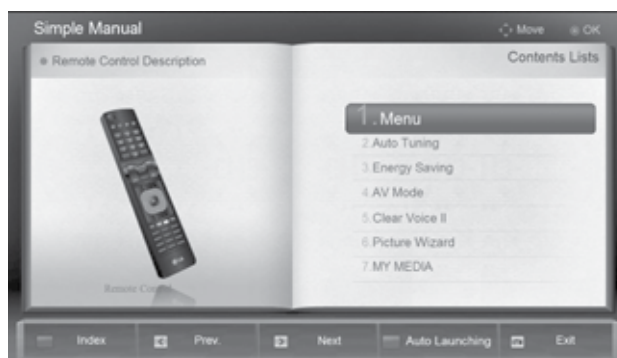 Simple Manual
Move
OK
Remote Control Description
Contents Lists
1.Menu
2.Auto Tuning
3.Energy Saving
4.AV Mode
5.Clear Voice II
6.Picture Wizard
7.MY MEDIA
Remote Control
Index
Prev.
Next
Auto Launching
Exit